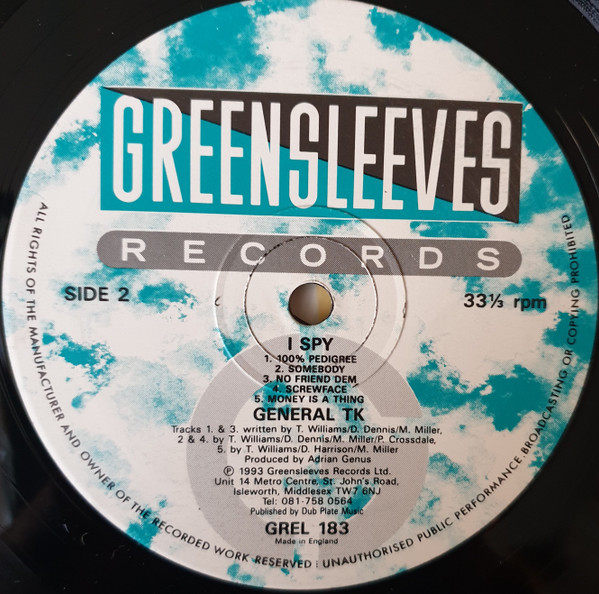 GREENSLEEVES
RECORDS
SIDE 2
33⅓ rpm
I SPY
1. 100% PEDIGREE
2. SOMEBODY
3. NO FRIEND DEM
4. SCREWFACE
5. MONEY IS A THING
GENERAL TK
Tracks 1. & 3. written by T. Williams/D. Dennis/M. Miller,
2 & 4. by T. Williams/D. Dennis/M. Miller/P. Crossdale,
5. by T. Williams/D. Harrison/M. Miller
Produced by Adrian Genus
℗ 1993 Greensleeves Records Ltd.
Unit 14 Metro Centre, St. John's Road,
Isleworth, Middlesex TW7 6NJ
Tel: 081-758 0564
Published by Dub Plate Music
GREL 183
Made in England
ALL RIGHTS OF THE MANUFACTURER AND OWNER OF THE RECORDED WORK RESERVED : UNAUTHORISED PUBLIC PERFORMANCE BROADCASTING OR COPYING PROHIBITED